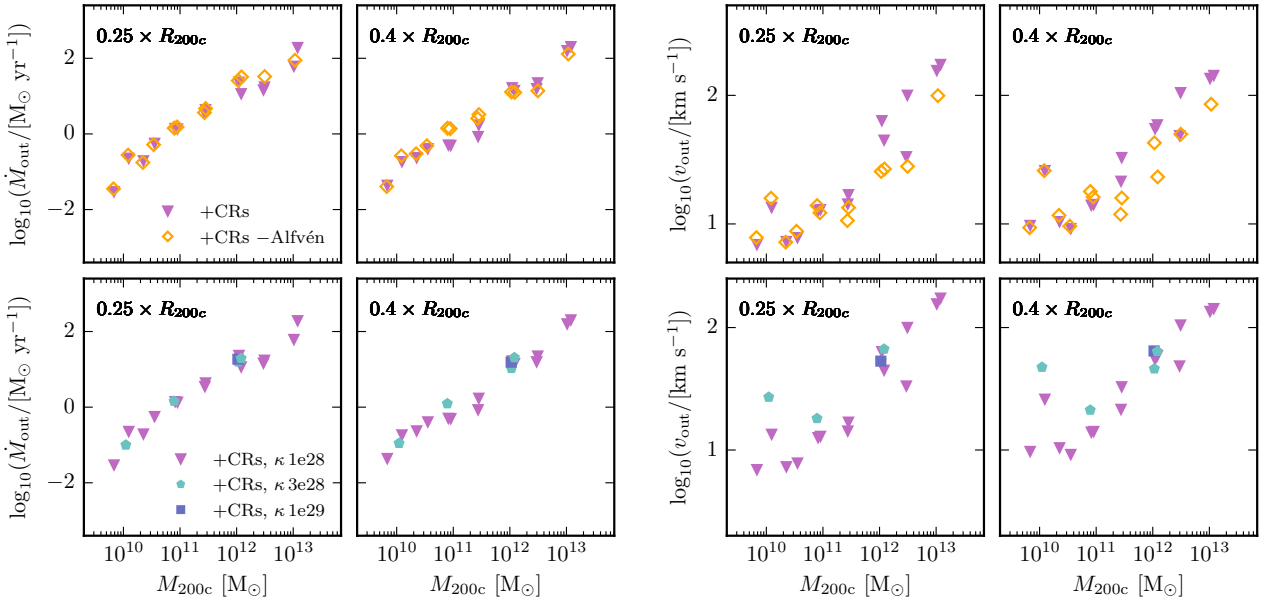 0.25 × R200c
0.4 × R200c
0.25 × R200c
0.4 × R200c
log10(Ṁout/[M⊙ yr−1])
2
0
−2
+CRs
+CRs −Alfvén
log10(vout/[km s−1])
2
1
0.25 × R200c
0.4 × R200c
0.25 × R200c
0.4 × R200c
log10(Ṁout/[M⊙ yr−1])
2
0
−2
+CRs, κ 1e28
+CRs, κ 3e28
+CRs, κ 1e29
log10(vout/[km s−1])
2
1
10^10 10^11 10^12 10^13
10^10 10^11 10^12 10^13
10^10 10^11 10^12 10^13
10^10 10^11 10^12 10^13
M200c [M⊙]
M200c [M⊙]
M200c [M⊙]
M200c [M⊙]